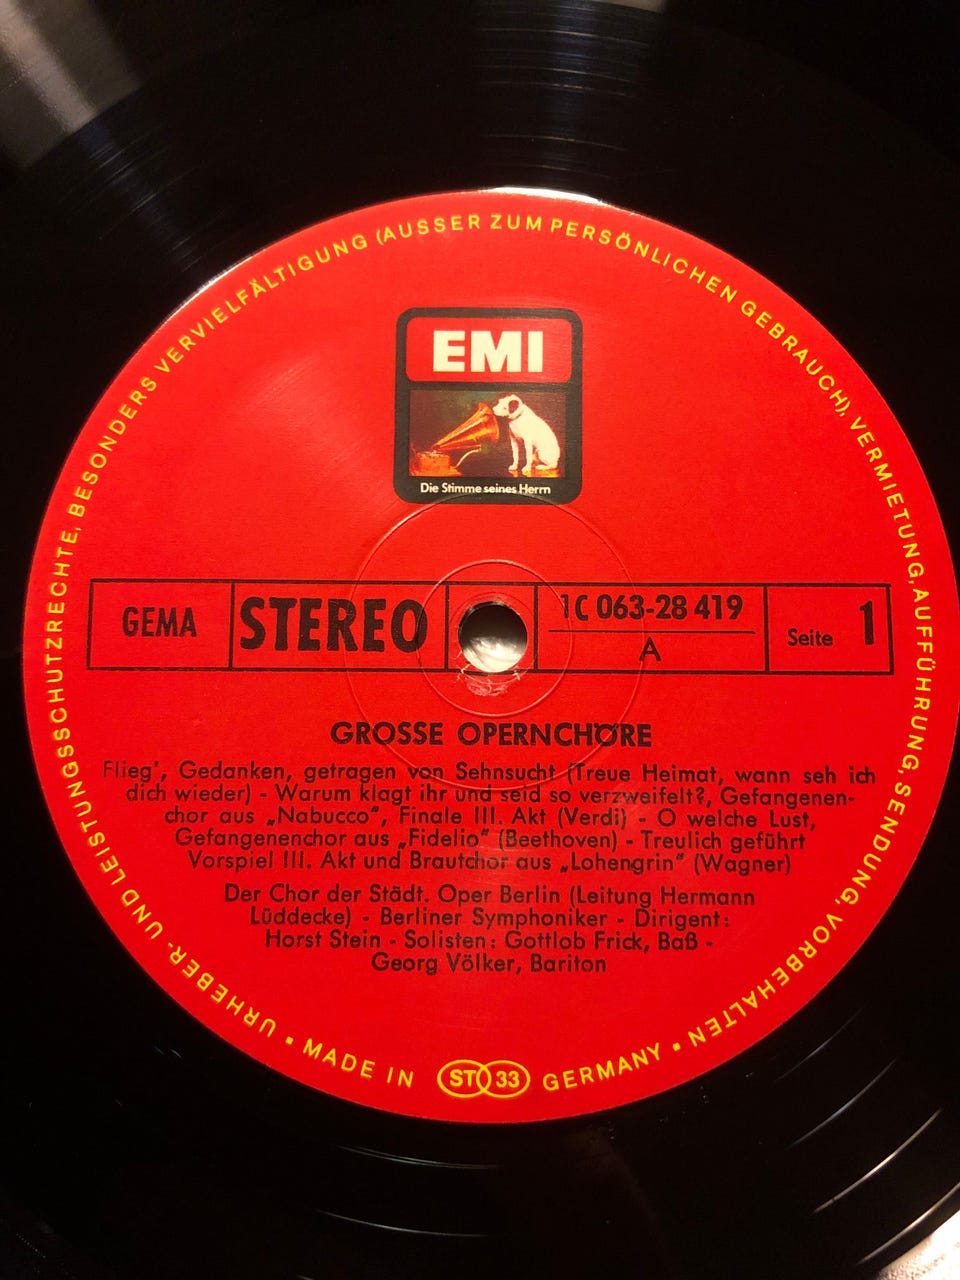 URHEBER- UND LEISTUNGSSCHUTZRECHTE, BESONDERS VERVIELFÄLTIGUNG (AUSSER ZUM PERSÖNLICHEN GEBRAUCH), VERMIETUNG, AUFFÜHRUNG, SENDUNG, VORBEHALTEN ▪
EMI
Die Stimme seines Herrn
GEMA STEREO 1C 063-28 419 Seite 1
A
GROSSE OPERNCHÖRE
Flieg', Gedanken, getragen von Sehnsucht (Treue Heimat, wann seh ich
dich wieder) - Warum klagt ihr und seid so verzweifelt?, Gefangenen-
chor aus „Nabucco", Finale III. Akt (Verdi) - O welche Lust,
Gefangenenchor aus „Fidelio" (Beethoven) - Treulich geführt
Vorspiel III. Akt und Brautchor aus „Lohengrin" (Wagner)
Der Chor der Städt. Oper Berlin (Leitung Hermann
Lüddecke) - Berliner Symphoniker - Dirigent:
Horst Stein - Solisten: Gottlob Frick, Baß -
Georg Völker, Bariton
▪ MADE IN ST 33 GERMANY